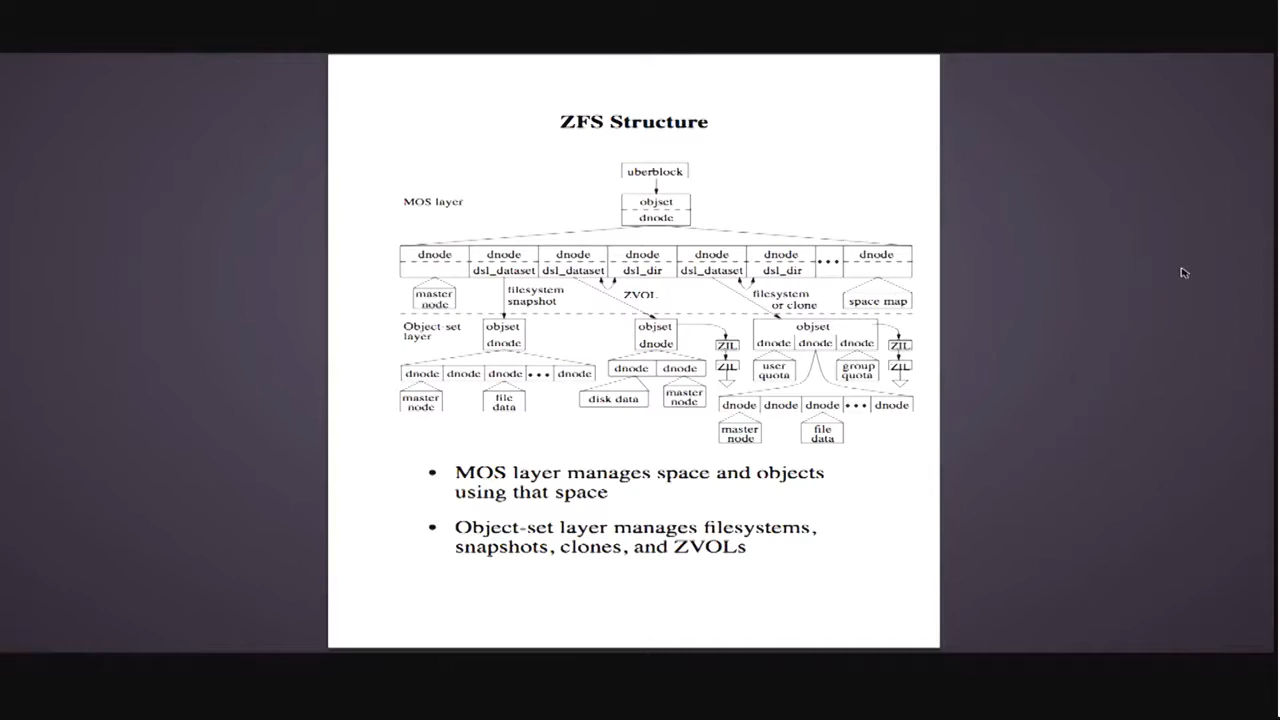 ZFS Structure
uberblock
MOS layer
objset
dnode
dnode dnode dnode dnode dnode dnode ••• dnode
dsl_dataset dsl_dataset dsl_dir dsl_dataset dsl_dir
master
node
filesystem
snapshot
ZVOL
filesystem
or clone
space map
Object-set
layer
objset
dnode
objset
dnode
ZIL
ZIL
objset
dnode dnode dnode
ZIL
ZIL
user
quota
group
quota
dnode dnode dnode ••• dnode
master
node
file
data
dnode dnode
disk data
master
node
dnode dnode dnode ••• dnode
master
node
file
data
• MOS layer manages space and objects
using that space
• Object-set layer manages filesystems,
snapshots, clones, and ZVOLs